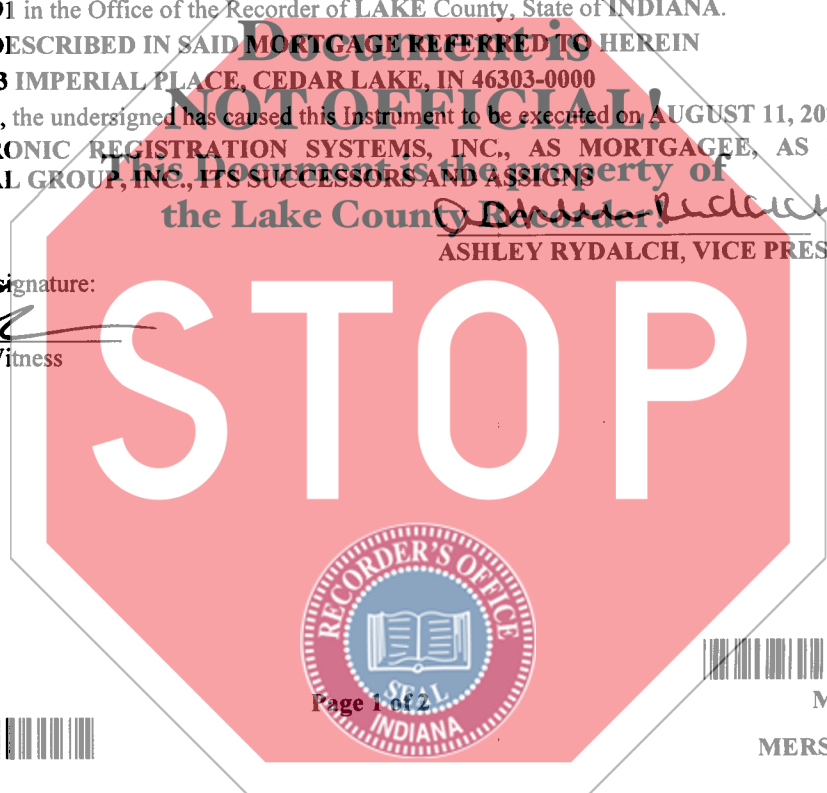 91 in the Office of the Recorder of LAKE County, State of INDIANA.
DESCRIBED IN SAID MORTGAGE REFERRED TO HEREIN
Document is
3 IMPERIAL PLACE, CEDAR LAKE, IN 46303-0000
NOT OFFICIAL!
, the undersigned has caused this Instrument to be executed on AUGUST 11, 20
RONIC REGISTRATION SYSTEMS, INC., AS MORTGAGEE, AS
This Document is the property of
L GROUP, INC., ITS SUCCESSORS AND ASSIGNS
the Lake County Recorder!
ASHLEY RYDALCH, VICE PRES
signature:
Witness
STOP
RECORDER'S OFFICE
SEAL
INDIANA
Page 1 of 2
M
MERS